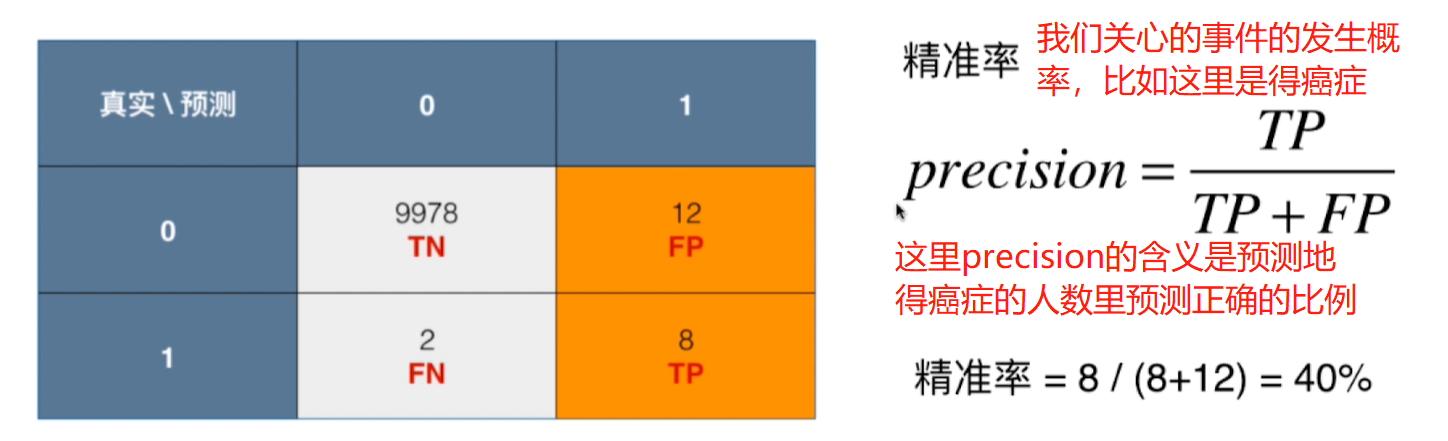 真实 \ 预测 0 1
0 9978 12
TN FP
1 2 8
FN TP
精准率 我们关心的事件的发生概
率，比如这里是得癌症
precision = TP / TP + FP
这里precision的含义是预测地
得癌症的人数里预测正确的比例
精准率 = 8 / (8+12) = 40%